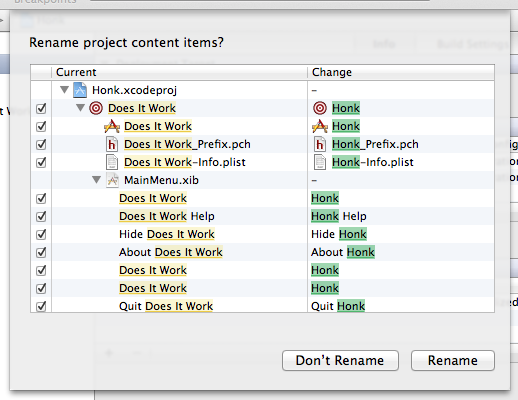 Breakpoints
Rename project content items?
Current Change
Honk.xcodeproj –
Does It Work Honk
Does It Work Honk
Does It Work_Prefix.pch Honk_Prefix.pch
Does It Work-Info.plist Honk-Info.plist
MainMenu.xib –
Does It Work Honk
Does It Work Help Honk Help
Hide Does It Work Hide Honk
About Does It Work About Honk
Does It Work Honk
Does It Work Honk
Quit Does It Work Quit Honk
Don't Rename Rename